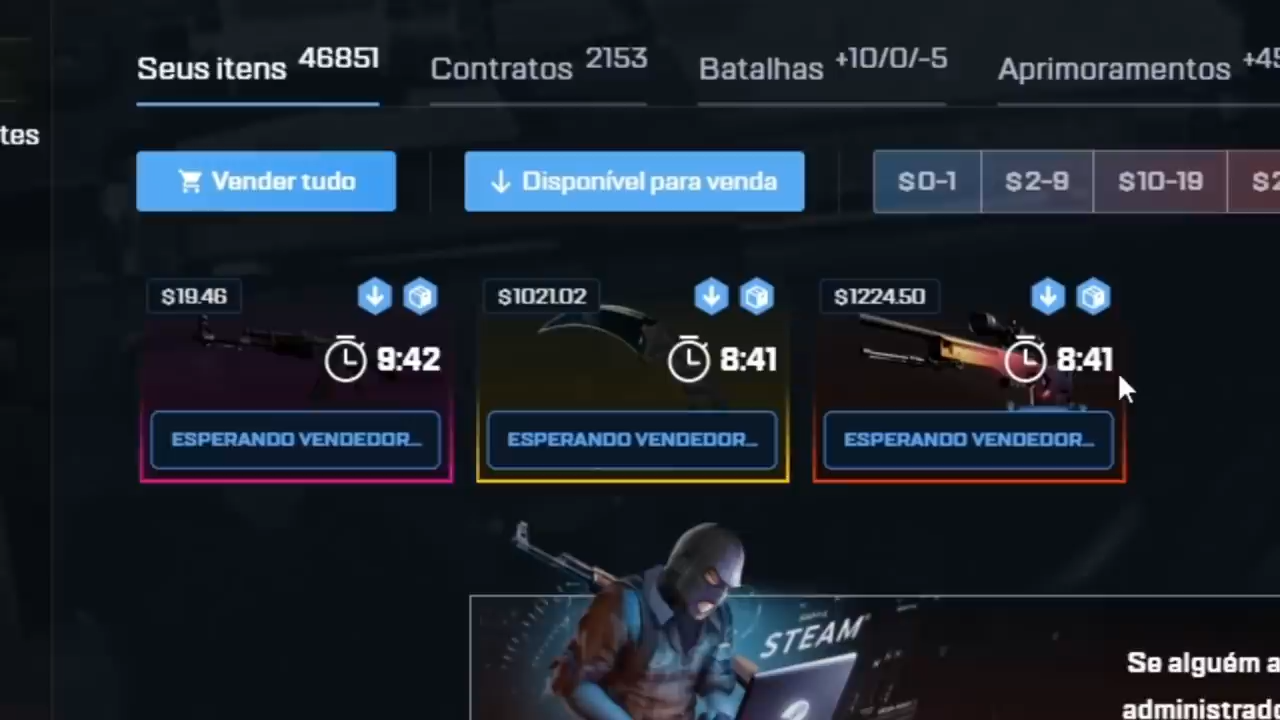 Seus itens 46851
Contratos 2153
Batalhas +10/0/-5
Aprimoramentos
tes
Vender tudo
Disponível para venda
$0-1
$2-9
$10-19
$19.46
$1021.02
$1224.50
9:42
8:41
8:41
ESPERANDO VENDEDOR...
ESPERANDO VENDEDOR...
ESPERANDO VENDEDOR...
STEAM
Se alguém a
administrado